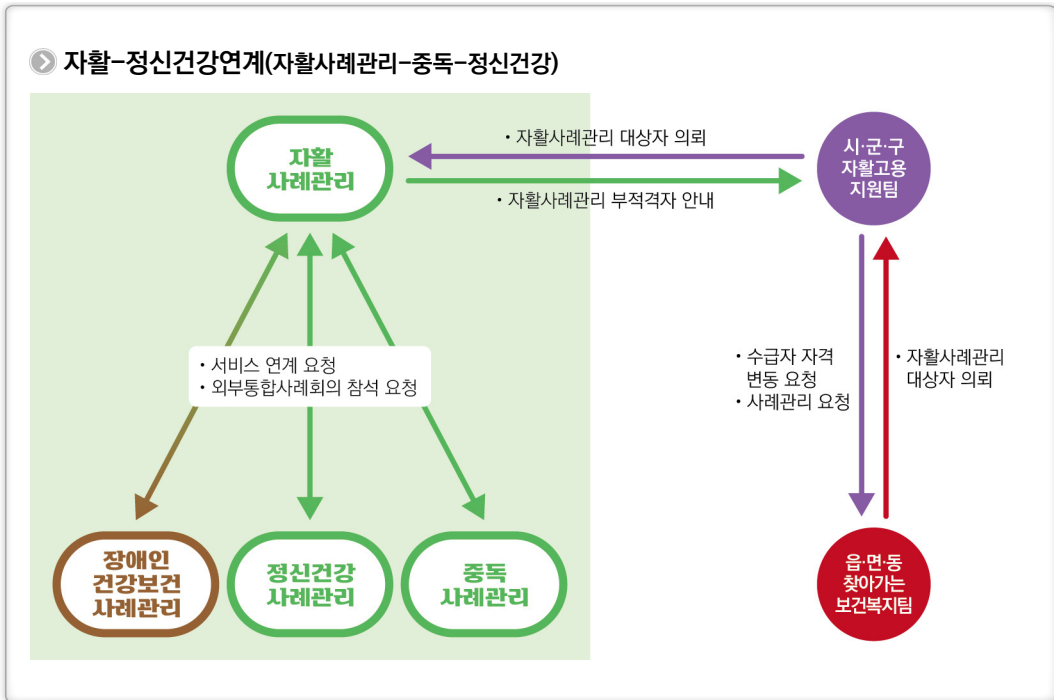 자활-정신건강연계(자활사례관리-중독-정신건강)
자활
사례관리
• 자활사례관리 대상자 의뢰
• 자활사례관리 부적격자 안내
시·군·구
자활고용
지원팀
• 서비스 연계 요청
• 외부통합사례회의 참석 요청
• 수급자 자격
변동 요청
• 사례관리 요청
• 자활사례관리
대상자 의뢰
장애인
건강보건
사례관리
정신건강
사례관리
중독
사례관리
읍·면·동
찾아가는
보건복지팀